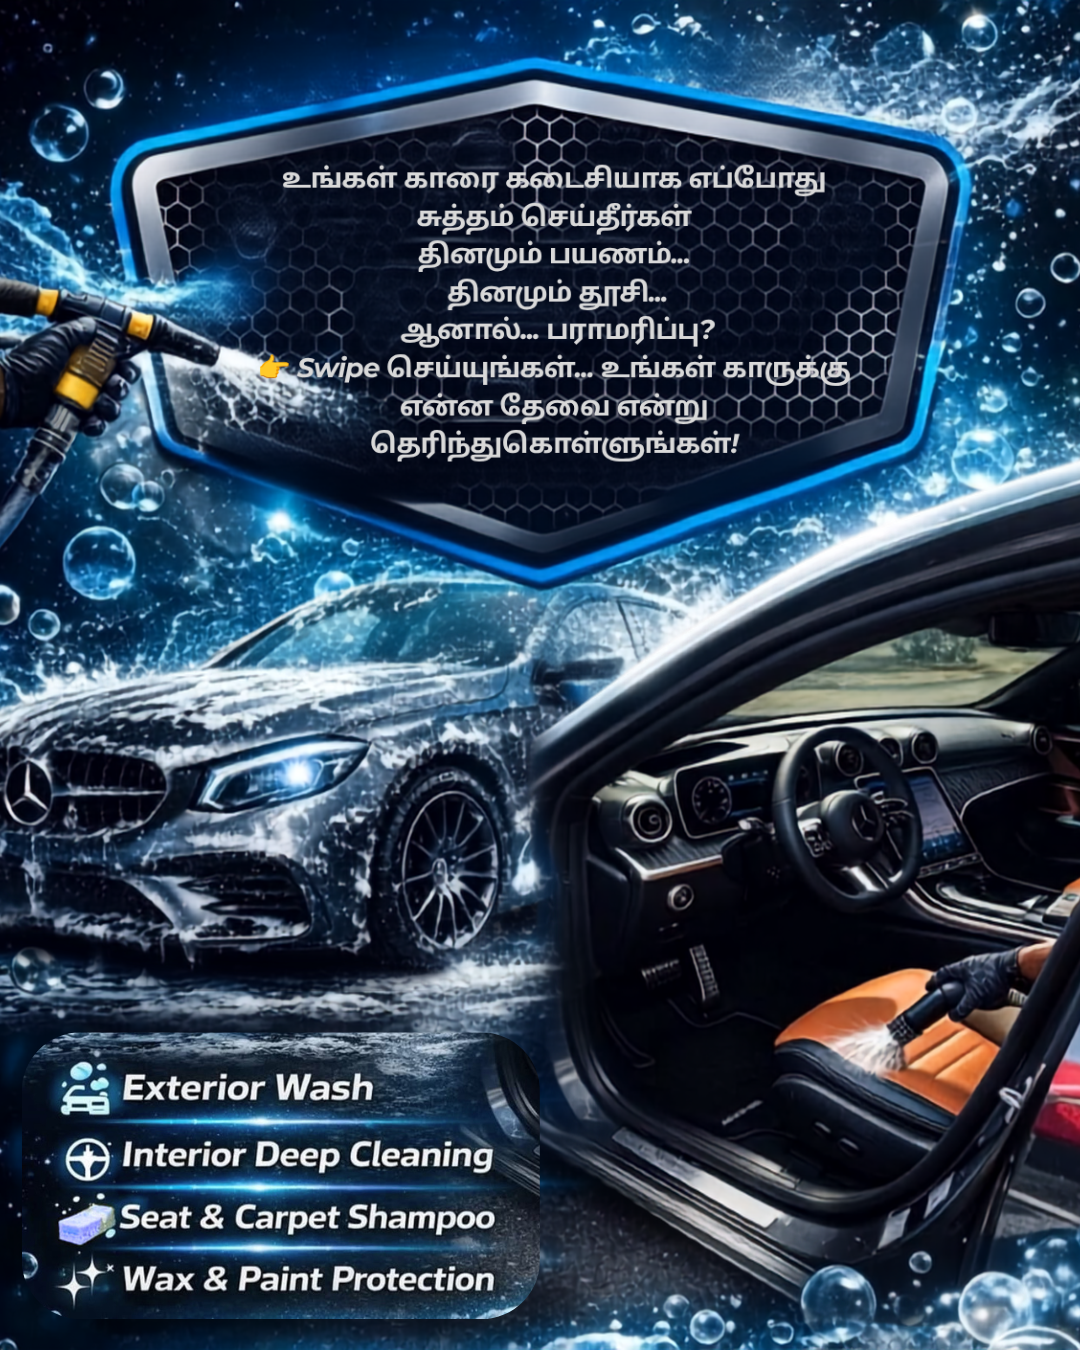 உங்கள் காரை கடைசியாக எப்போது
சுத்தம் செய்தீர்கள்
தினமும் பயணம்...
தினமும் தூசி...
ஆனால்... பராமரிப்பு?
👉 Swipe செய்யுங்கள்... உங்கள் காருக்கு
என்ன தேவை என்று
தெரிந்துகொள்ளுங்கள்!
Exterior Wash
Interior Deep Cleaning
Seat & Carpet Shampoo
Wax & Paint Protection